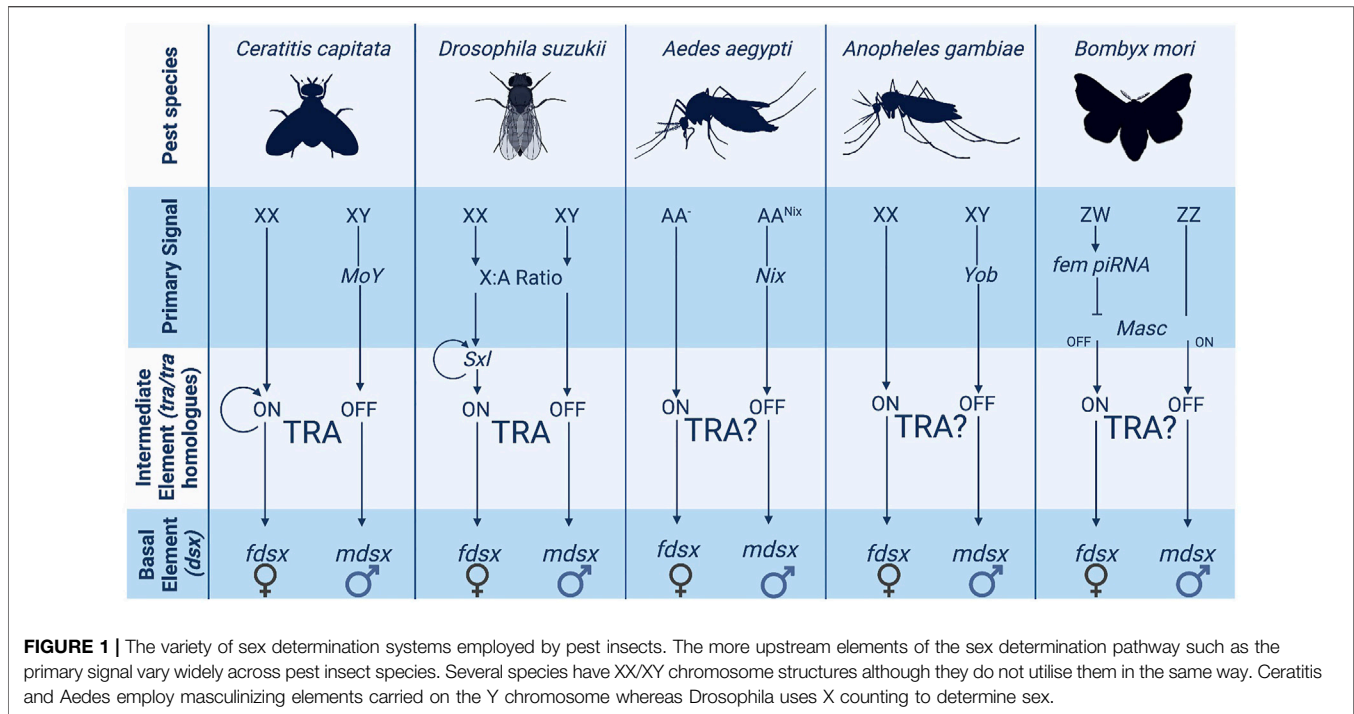 Pest species
Ceratitis capitata
Drosophila suzukii
Aedes aegypti
Anopheles gambiae
Bombyx mori
Primary Signal
XX
XY
MoY
XX
XY
X:A Ratio
Sxl
AA-
AANix
Nix
XX
XY
Yob
ZW
ZZ
fem piRNA
Masc
OFF
ON
Intermediate
Element (tra/tra
homologues)
ON
OFF
TRA
ON
OFF
TRA
ON
OFF
TRA?
ON
OFF
TRA?
ON
OFF
TRA?
Basal
Element
(dsx)
fdsx
mdsx
fdsx
mdsx
fdsx
mdsx
fdsx
mdsx
fdsx
mdsx
♀
♂
♀
♂
♀
♂
♀
♂
♀
♂
FIGURE 1 | The variety of sex determination systems employed by pest insects. The more upstream elements of the sex determination pathway such as the
primary signal vary widely across pest insect species. Several species have XX/XY chromosome structures although they do not utilise them in the same way. Ceratitis
and Aedes employ masculinizing elements carried on the Y chromosome whereas Drosophila uses X counting to determine sex.